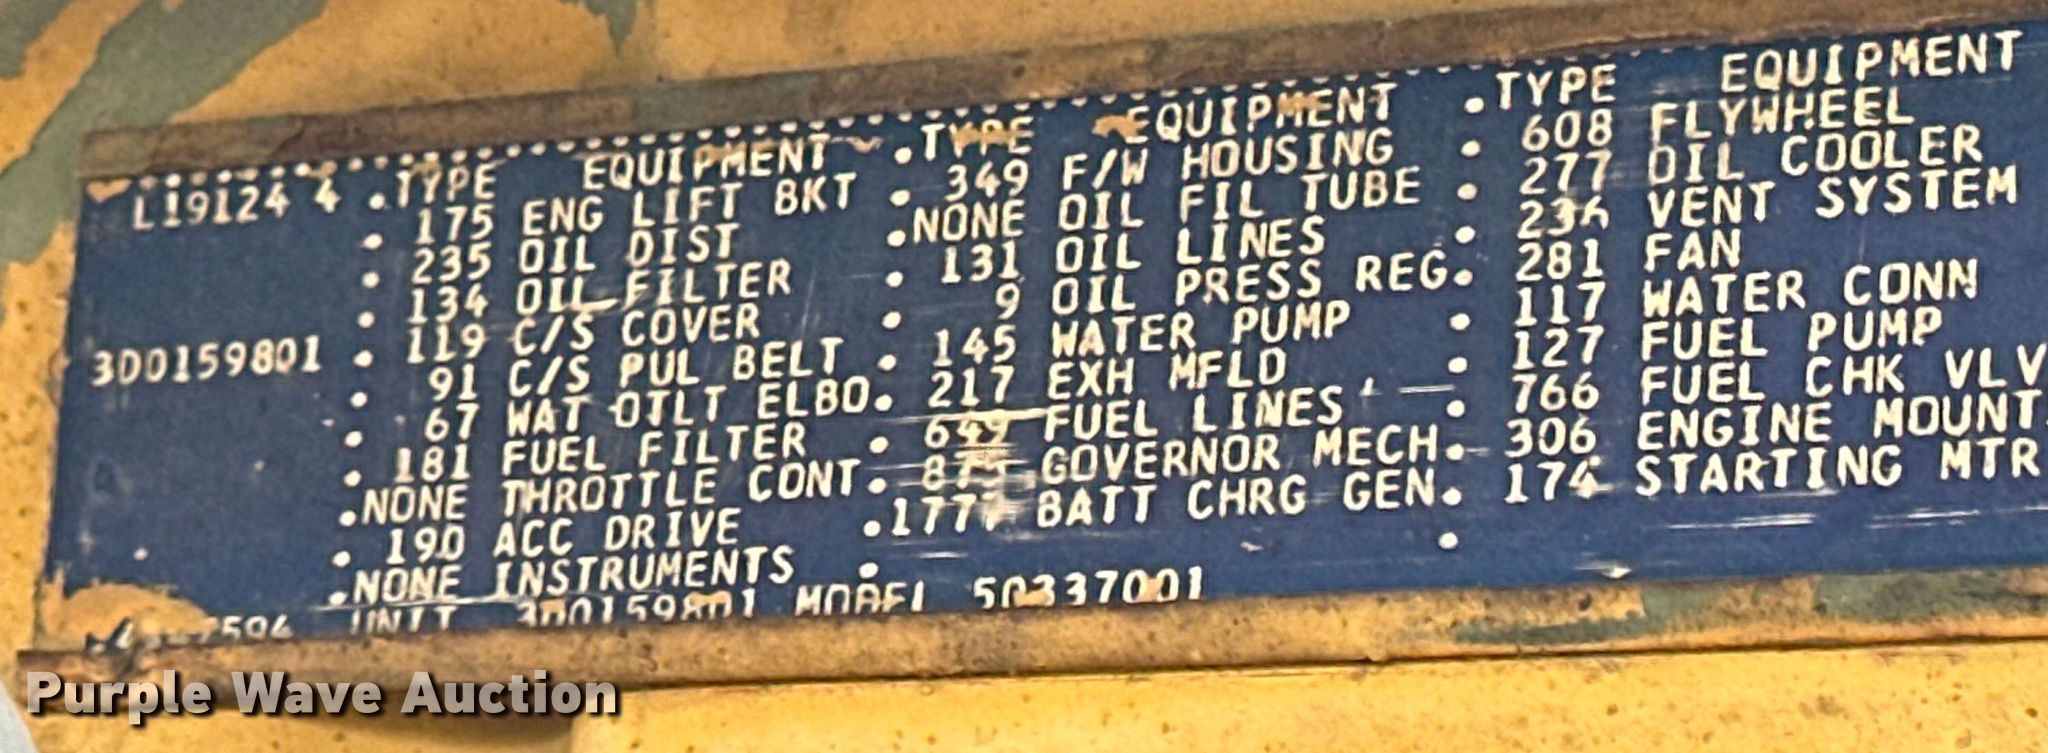 L19124 4 .TYPE EQUIPMENT .TYPE EQUIPMENT .TYPE EQUIPMENT
. 175 ENG LIFT BKT . 349 F/W HOUSING . 608 FLYWHEEL
. 235 OIL DIST .NONE OIL FIL TUBE . 277 OIL COOLER
. 134 OIL FILTER . 131 OIL LINES . 236 VENT SYSTEM
3D0159801 . 119 C/S COVER . 9 OIL PRESS REG. 281 FAN
. 91 C/S PUL BELT . 145 WATER PUMP . 117 WATER CONN
. 67 WAT OTLT ELBO. 217 EXH MFLD . 127 FUEL PUMP
. 181 FUEL FILTER . 649 FUEL LINES . 766 FUEL CHK VLV
.NONE THROTTLE CONT. GOVERNOR MECH. 306 ENGINE MOUNT.
. 190 ACC DRIVE .1777 BATT CHRG GEN. 174 STARTING MTR
.NONE INSTRUMENTS . .
UNIT 3D0159801 MODEL 50337001
Purple Wave Auction